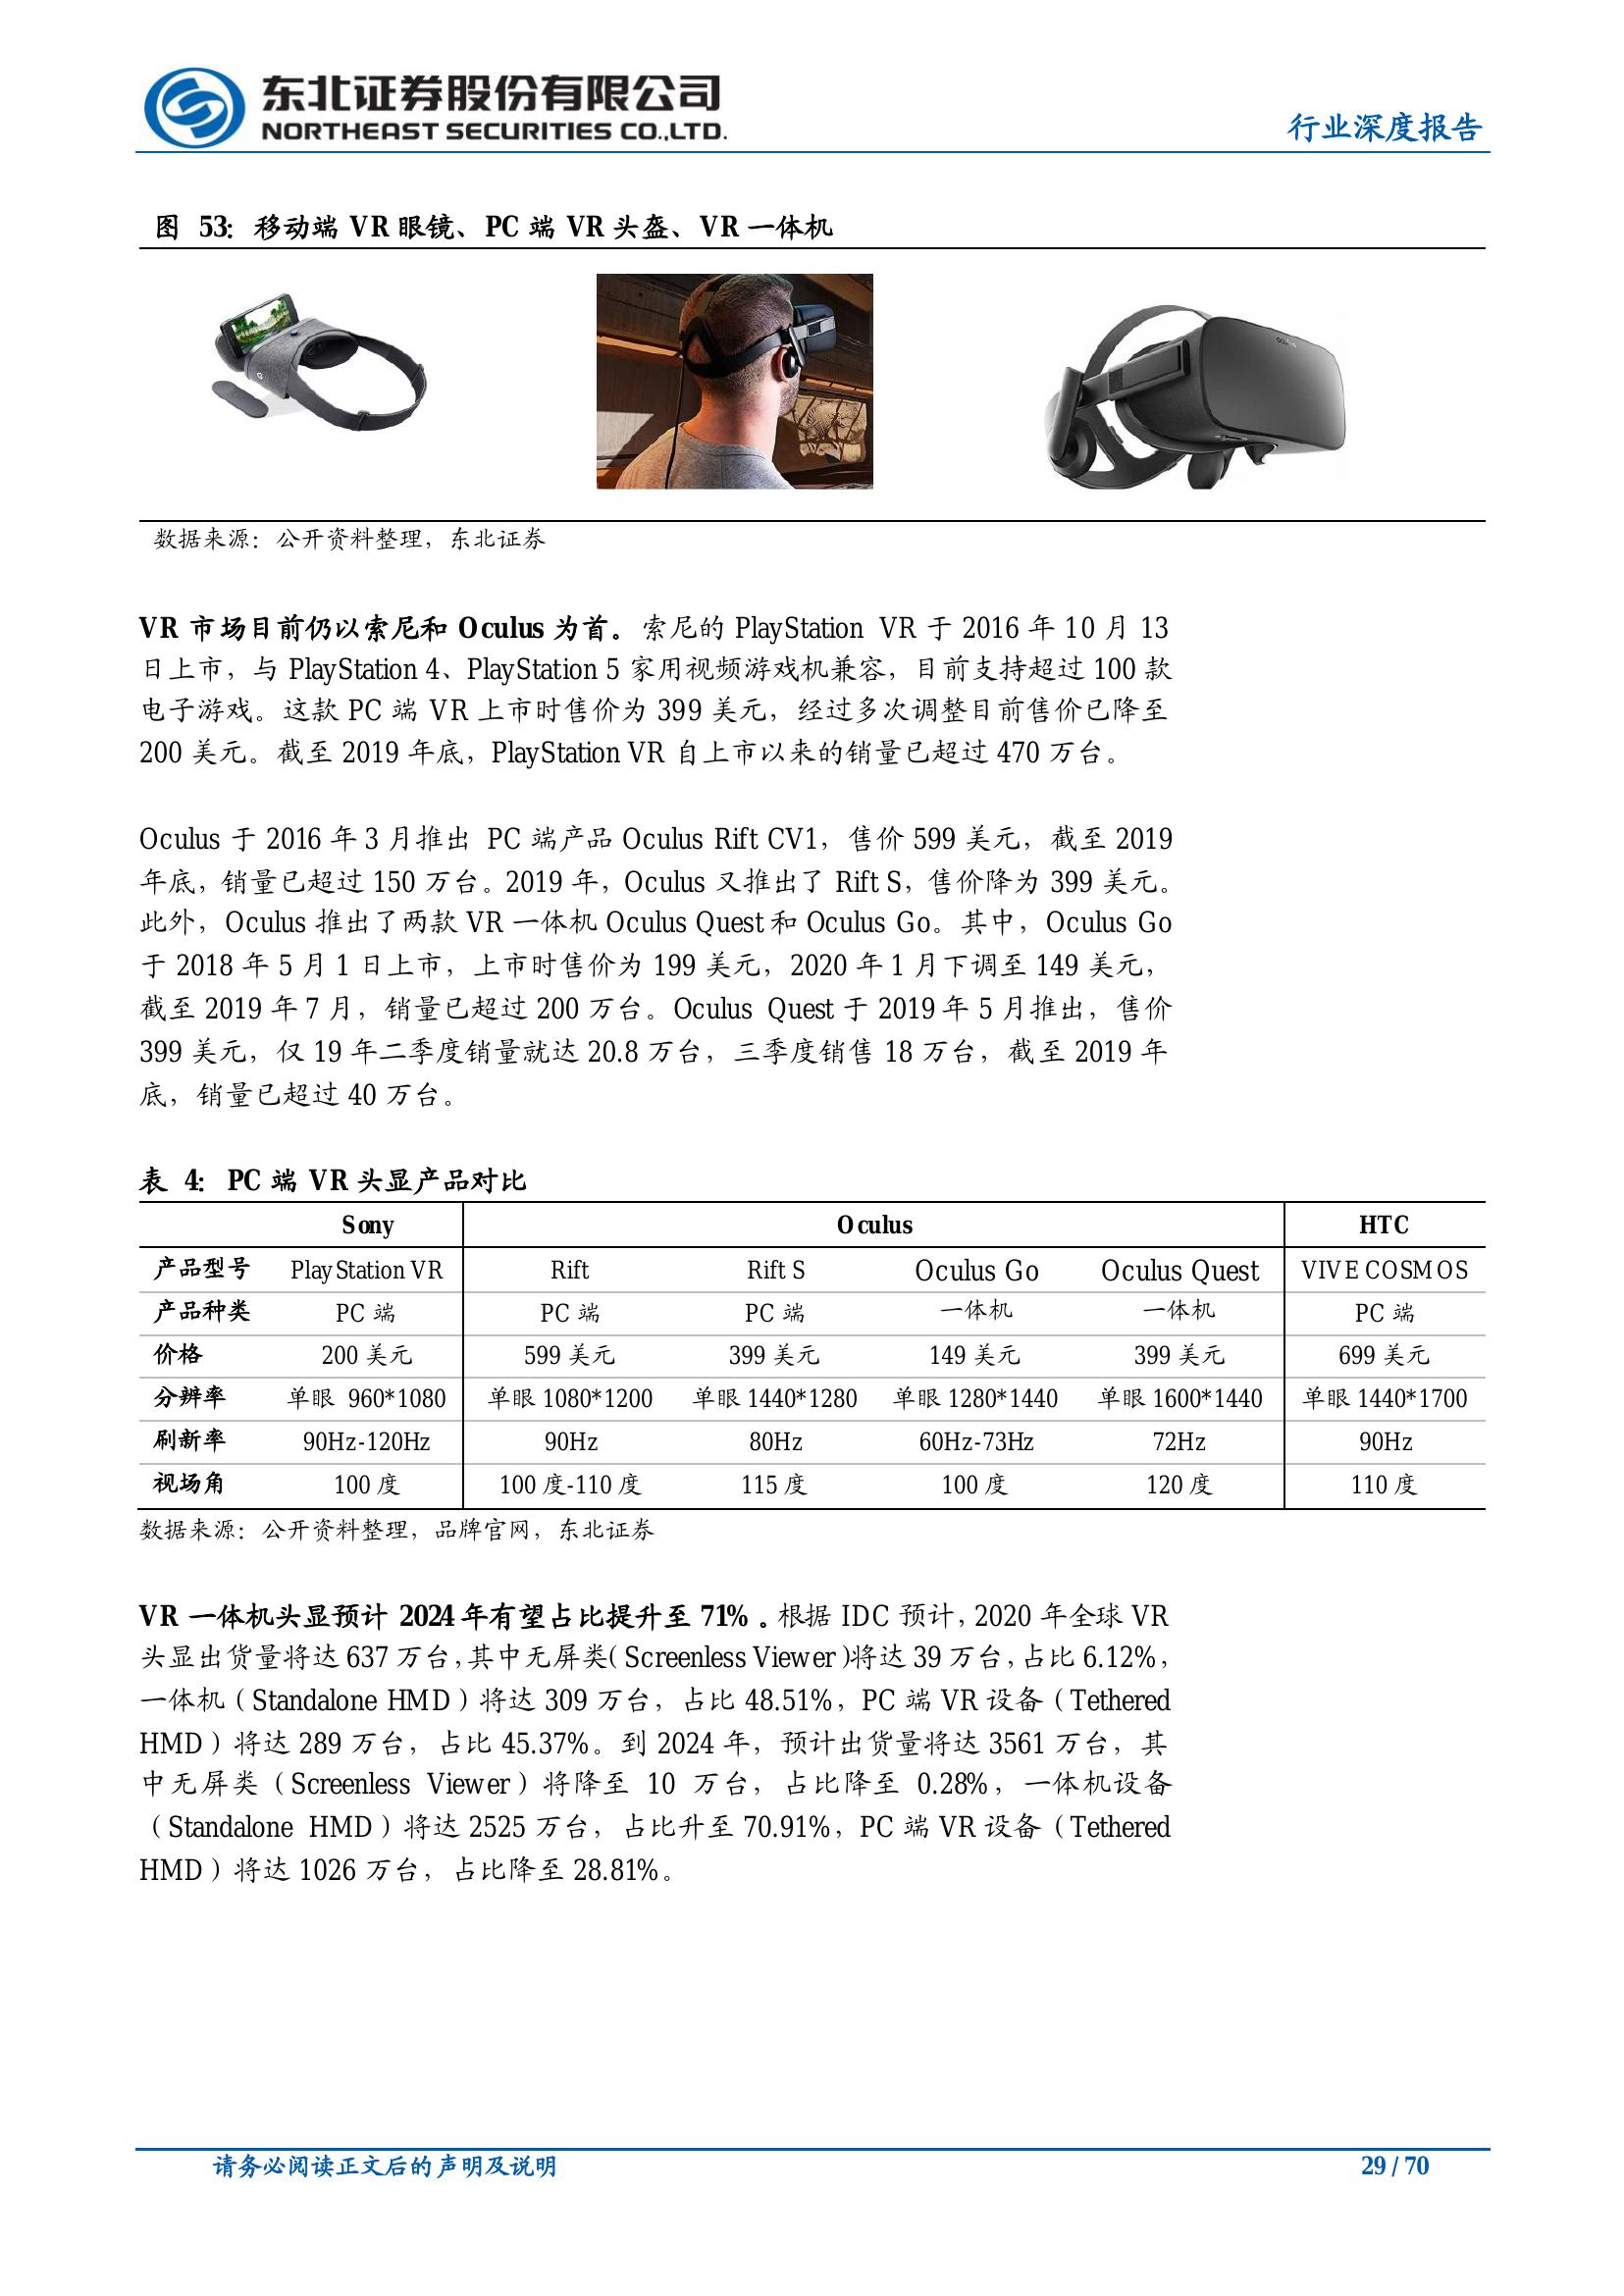 东北证券股份有限公司
NORTHEAST SECURITIES CO.,LTD.
行业深度报告
图 53：移动端 VR 眼镜、PC 端 VR 头盔、VR 一体机
数据来源：公开资料整理，东北证券
VR 市场目前仍以索尼和 Oculus 为首。索尼的 PlayStation VR 于 2016 年 10 月 13
日上市，与 PlayStation 4、PlayStation 5 家用视频游戏机兼容，目前支持超过 100 款
电子游戏。这款 PC 端 VR 上市时售价为 399 美元，经过多次调整目前售价已降至
200 美元。截至 2019 年底，PlayStation VR 自上市以来的销量已超过 470 万台。
Oculus 于 2016 年 3 月推出 PC 端产品 Oculus Rift CV1，售价 599 美元，截至 2019
年底，销量已超过 150 万台。2019 年，Oculus 又推出了 Rift S，售价降为 399 美元。
此外，Oculus 推出了两款 VR 一体机 Oculus Quest 和 Oculus Go。其中，Oculus Go
于 2018 年 5 月 1 日上市，上市时售价为 199 美元，2020 年 1 月下调至 149 美元，
截至 2019 年 7 月，销量已超过 200 万台。Oculus Quest 于 2019 年 5 月推出，售价
399 美元，仅 19 年二季度销量就达 20.8 万台，三季度销售 18 万台，截至 2019 年
底，销量已超过 40 万台。
表 4：PC 端 VR 头显产品对比
Sony Oculus HTC
产品型号 PlayStation VR Rift Rift S Oculus Go Oculus Quest VIVE COSMOS
产品种类 PC 端 PC 端 PC 端 一体机 一体机 PC 端
价格 200 美元 599 美元 399 美元 149 美元 399 美元 699 美元
分辨率 单眼 960*1080 单眼 1080*1200 单眼 1440*1280 单眼 1280*1440 单眼 1600*1440 单眼 1440*1700
刷新率 90Hz-120Hz 90Hz 80Hz 60Hz-73Hz 72Hz 90Hz
视场角 100 度 100 度-110 度 115 度 100 度 120 度 110 度
数据来源：公开资料整理，品牌官网，东北证券
VR 一体机头显预计 2024 年有望占比提升至 71%。根据 IDC 预计，2020 年全球 VR
头显出货量将达 637 万台，其中无屏类（Screenless Viewer）将达 39 万台，占比 6.12%，
一体机（Standalone HMD）将达 309 万台，占比 48.51%，PC 端 VR 设备（Tethered
HMD）将达 289 万台，占比 45.37%。到 2024 年，预计出货量将达 3561 万台，其
中无屏类（Screenless Viewer）将降至 10 万台，占比降至 0.28%，一体机设备
（Standalone HMD）将达 2525 万台，占比升至 70.91%，PC 端 VR 设备（Tethered
HMD）将达 1026 万台，占比降至 28.81%。
请务必阅读正文后的声明及说明
29 / 70